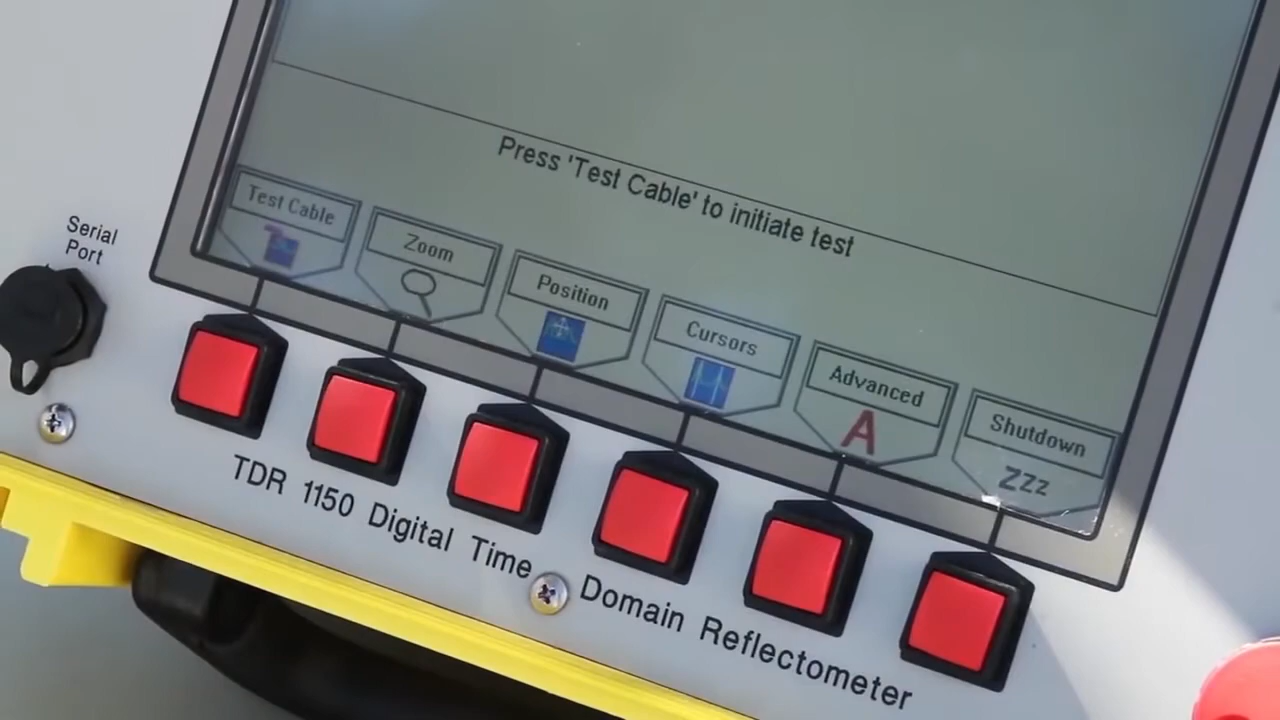 Press 'Test Cable' to initiate test
Test Cable
Zoom
Position
Cursors
Advanced
A
Shutdown
Zzz
Serial
Port
TDR 1150 Digital Time Domain Reflectometer